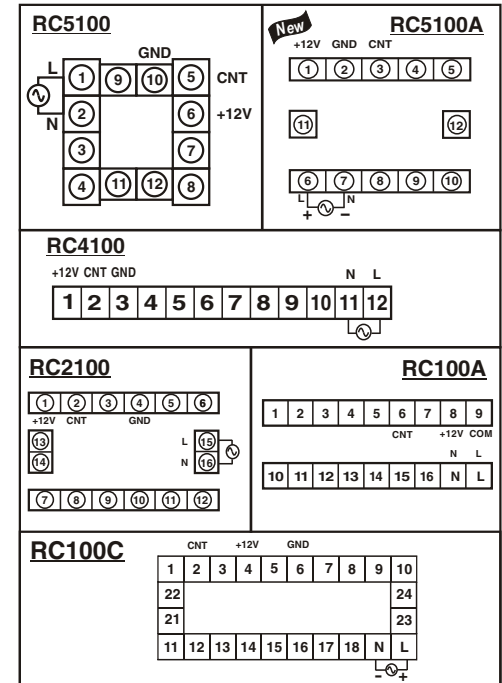 RC5100
GND
L 1 9 10 5 CNT
N 2 6 +12V
3 7
4 11 12 8
New
RC5100A
+12V GND CNT
1 2 3 4 5
11 12
6 7 8 9 10
L N
+ −
RC4100
+12V CNT GND N L
1 2 3 4 5 6 7 8 9 10 11 12
RC2100
1 2 3 4 5 6
+12V CNT GND
13 L 15
14 N 16
7 8 9 10 11 12
RC100A
1 2 3 4 5 6 7 8 9
CNT +12V COM
N L
10 11 12 13 14 15 16 N L
RC100C
CNT +12V GND
1 2 3 4 5 6 7 8 9 10
22 24
21 23
11 12 13 14 15 16 17 18 N L
- +